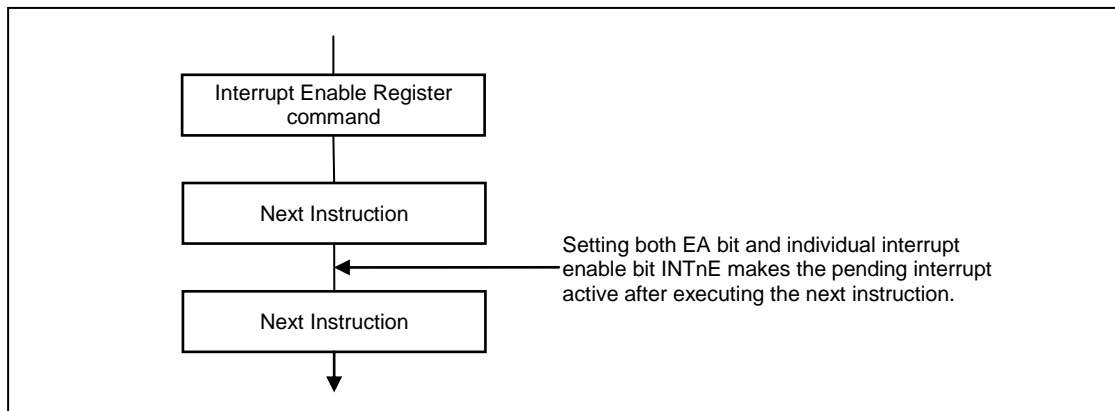 Interrupt Enable Register
command
Next Instruction
Setting both EA bit and individual interrupt
enable bit INTnE makes the pending interrupt
active after executing the next instruction.
Next Instruction